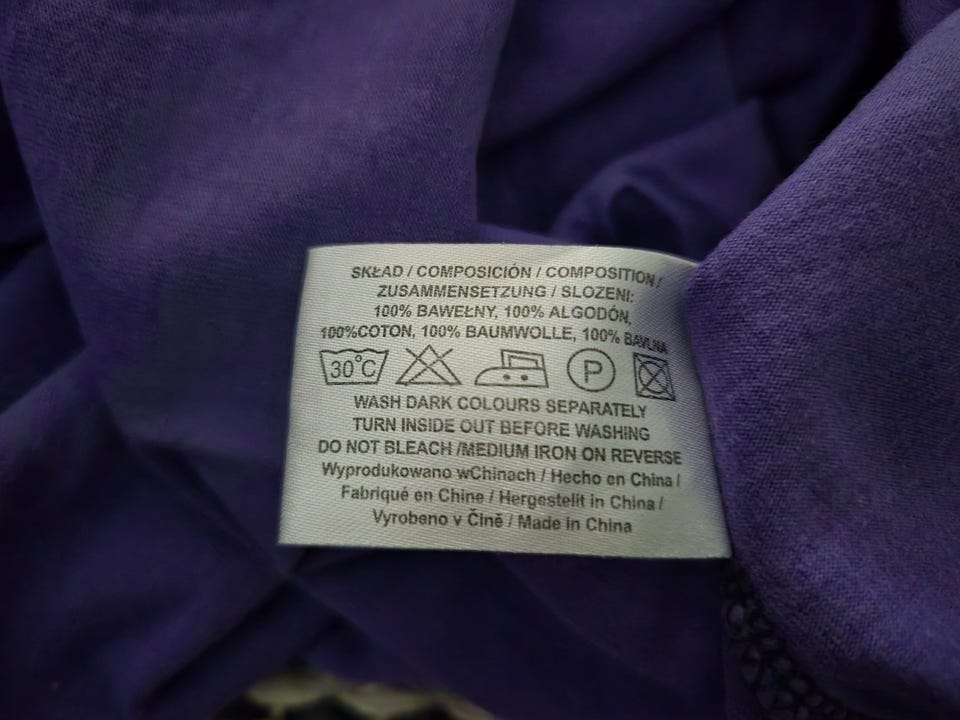 SKŁAD / COMPOSICIÓN / COMPOSITION /
ZUSAMMENSETZUNG / SLOZENI:
100% BAWEŁNY, 100% ALGODÓN,
100%COTON, 100% BAUMWOLLE, 100% BAVLNA
30°C P
WASH DARK COLOURS SEPARATELY
TURN INSIDE OUT BEFORE WASHING
DO NOT BLEACH /MEDIUM IRON ON REVERSE
Wyprodukowano wChinach / Hecho en China /
Fabriqué en Chine / Hergestelit in China /
Vyrobeno v Čině / Made in China